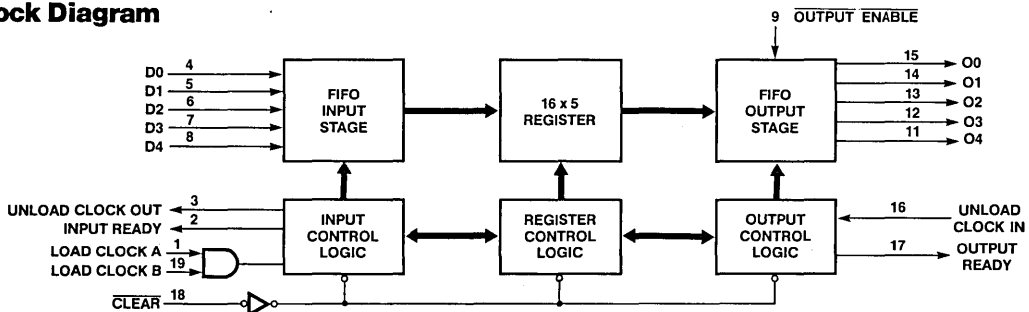 ock Diagram
9 OUTPUT ENABLE
D0 4
D1 5
D2 6
D3 7
D4 8
FIFO
INPUT
STAGE
16 x 5
REGISTER
FIFO
OUTPUT
STAGE
15 O0
14 O1
13 O2
12 O3
11 O4
UNLOAD CLOCK OUT 3
INPUT READY 2
LOAD CLOCK A 1
LOAD CLOCK B 19
CLEAR 18
INPUT
CONTROL
LOGIC
REGISTER
CONTROL
LOGIC
OUTPUT
CONTROL
LOGIC
16 UNLOAD
CLOCK IN
17 OUTPUT
READY